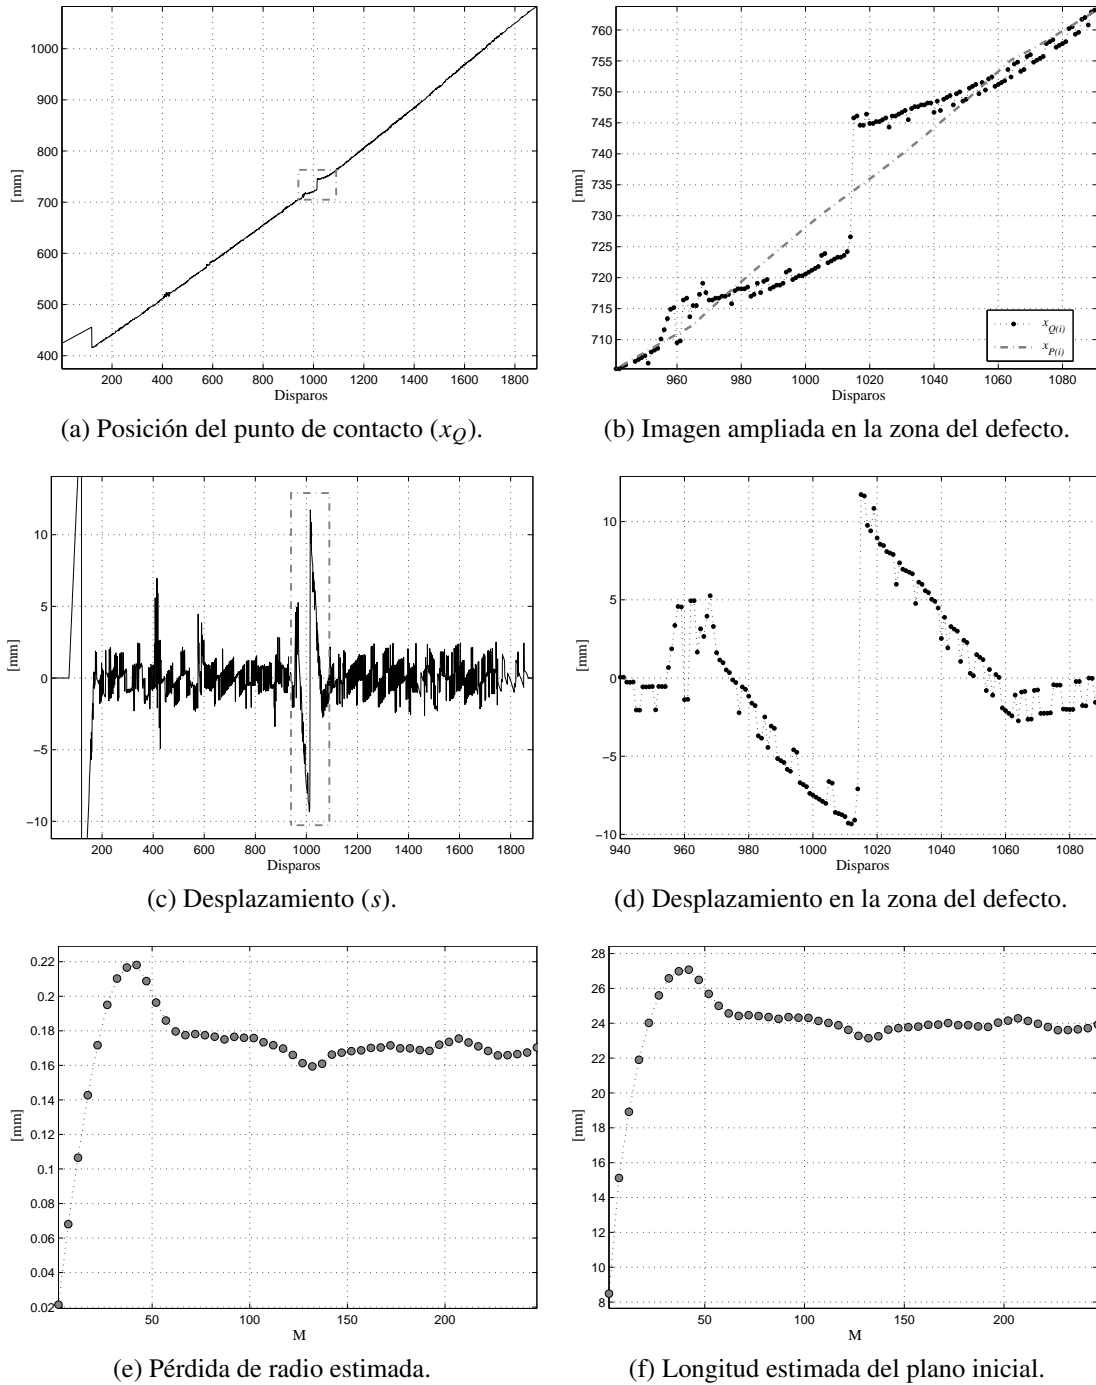 1000
900
800
700
600
500
400
[mm]
200 400 600 800 1000 1200 1400 1600 1800
Disparos
(a) Posición del punto de contacto (xQ).
760
755
750
745
740
735
730
725
720
715
710
[mm]
960 980 1000 1020 1040 1060 1080
Disparos
xQ(i)
xP(i)
(b) Imagen ampliada en la zona del defecto.
10
5
0
−5
−10
[mm]
200 400 600 800 1000 1200 1400 1600 1800
Disparos
(c) Desplazamiento (s).
10
5
0
−5
−10
[mm]
940 960 980 1000 1020 1040 1060 1080
Disparos
(d) Desplazamiento en la zona del defecto.
0.22
0.2
0.18
0.16
0.14
0.12
0.1
0.08
0.06
0.04
0.02
[mm]
50 100 150 200
M
(e) Pérdida de radio estimada.
28
26
24
22
20
18
16
14
12
10
8
[mm]
50 100 150 200
M
(f) Longitud estimada del plano inicial.